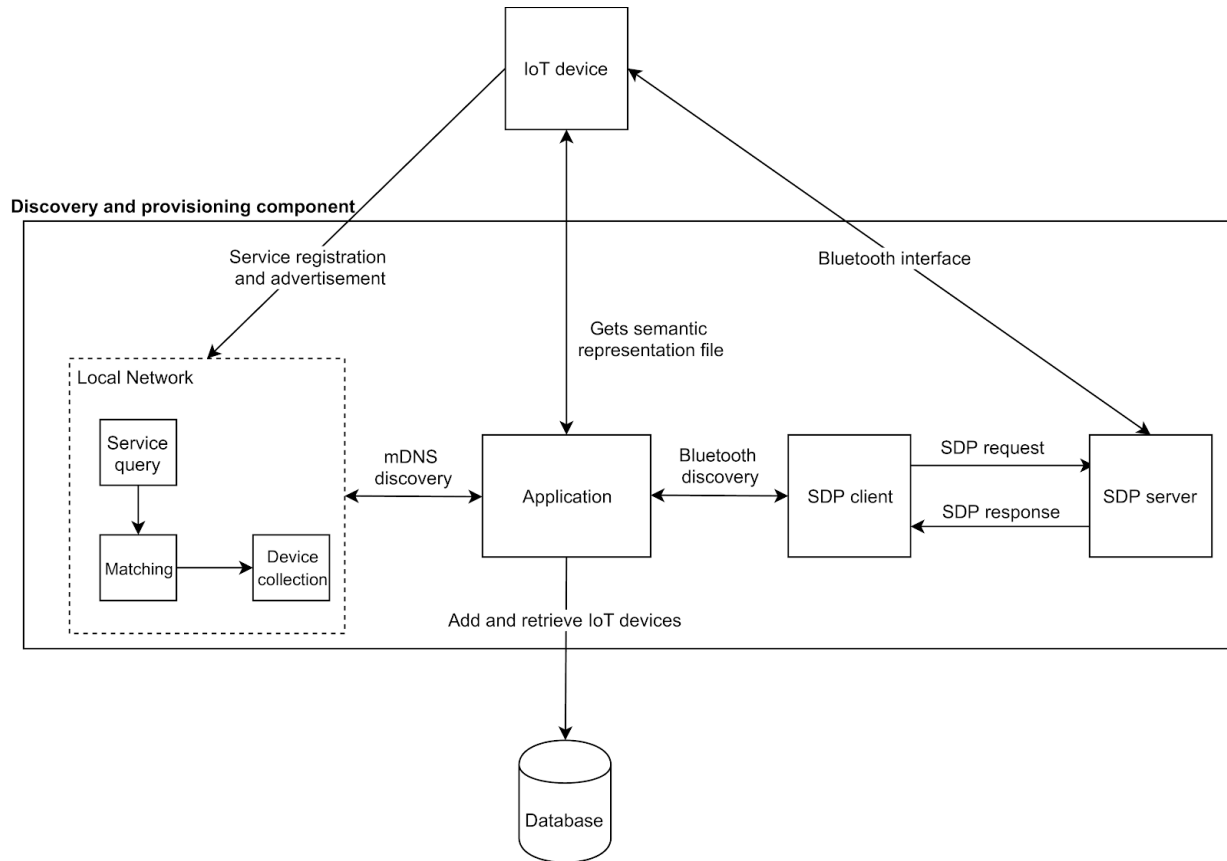 IoT device
Discovery and provisioning component
Service registration
and advertisement
Bluetooth interface
Gets semantic
representation file
Local Network
Service
query
Matching
Device
collection
mDNS
discovery
Application
Bluetooth
discovery
SDP client
SDP request
SDP response
SDP server
Add and retrieve IoT devices
Database